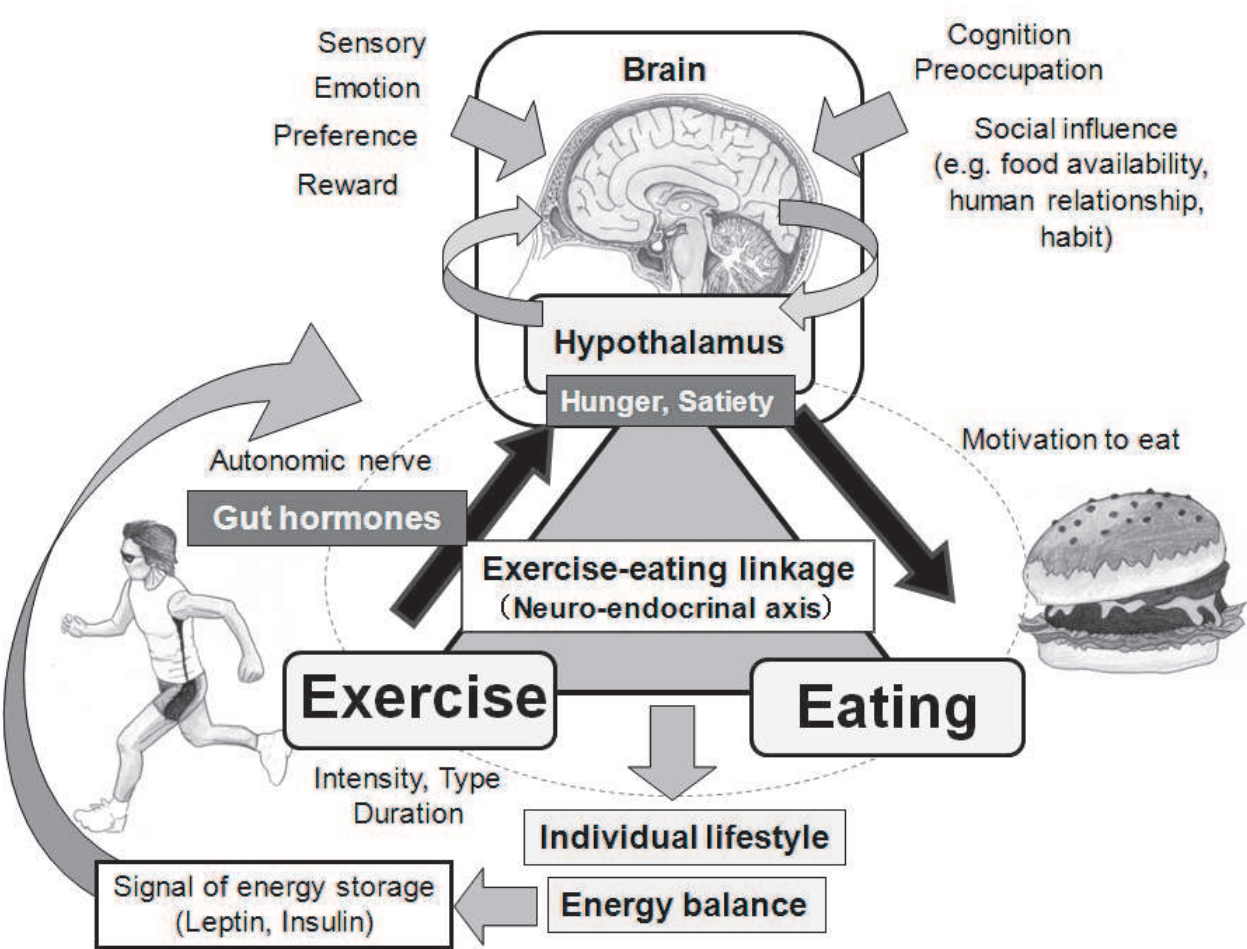 Sensory
Emotion
Preference
Reward
Brain
Cognition
Preoccupation
Social influence
(e.g. food availability,
human relationship,
habit)
Hypothalamus
Hunger, Satiety
Autonomic nerve
Gut hormones
Motivation to eat
Exercise-eating linkage
(Neuro-endocrinal axis)
Exercise
Eating
Intensity, Type
Duration
Individual lifestyle
Energy balance
Signal of energy storage
(Leptin, Insulin)